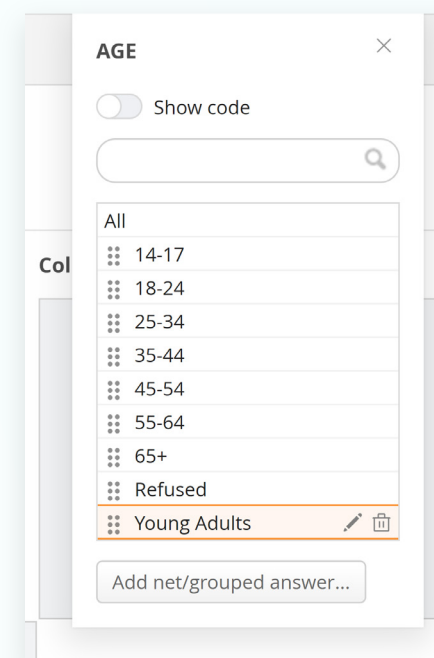 AGE
Show code
All
14-17
18-24
25-34
35-44
45-54
55-64
65+
Refused
Young Adults
Add net/grouped answer...
Col